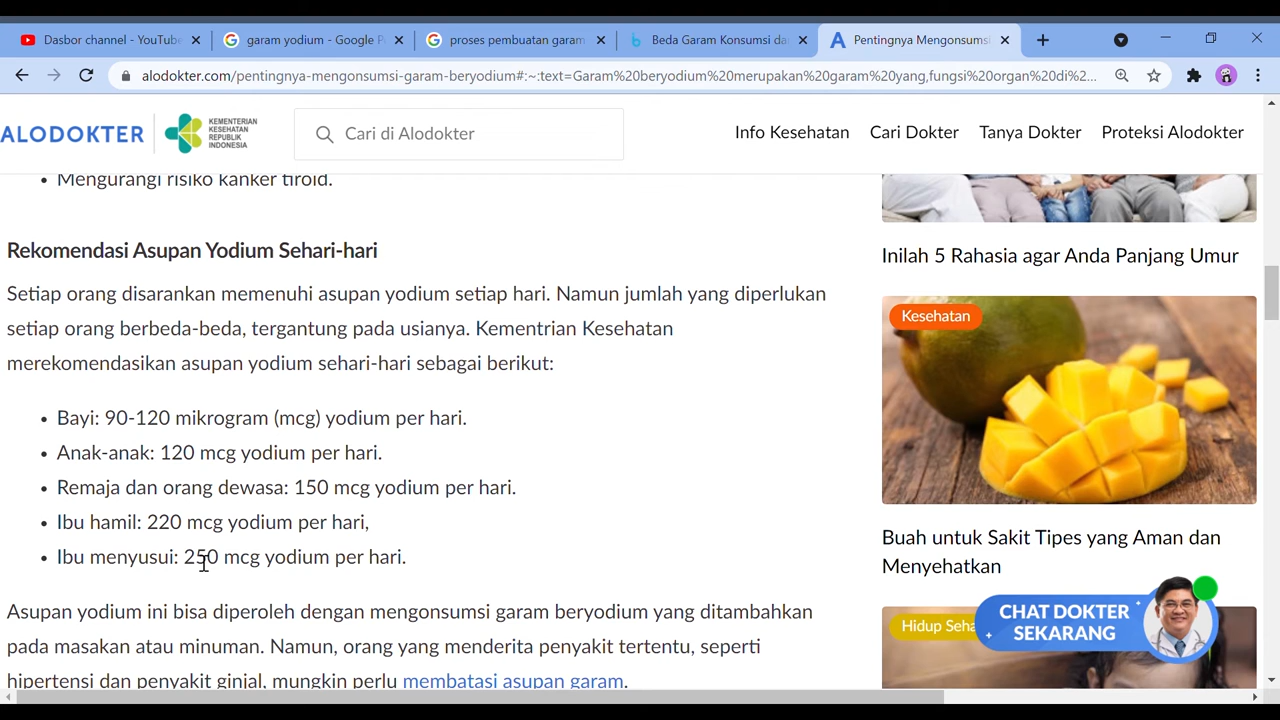 Dasbor channel - YouTube
garam yodium - Google P
proses pembuatan garam
Beda Garam Konsumsi da
Pentingnya Mengonsumsi
alodokter.com/pentingnya-mengonsumsi-garam-beryodium#:~:text=Garam%20beryodium%20merupakan%20garam%20yang,fungsi%20organ%20di%2...
ALODOKTER
KEMENTERIAN
KESEHATAN
REPUBLIK
INDONESIA
Cari di Alodokter
Info Kesehatan
Cari Dokter
Tanya Dokter
Proteksi Alodokter
• Mengurangi risiko kanker tiroid.
Rekomendasi Asupan Yodium Sehari-hari
Setiap orang disarankan memenuhi asupan yodium setiap hari. Namun jumlah yang diperlukan
setiap orang berbeda-beda, tergantung pada usianya. Kementrian Kesehatan
merekomendasikan asupan yodium sehari-hari sebagai berikut:
• Bayi: 90-120 mikrogram (mcg) yodium per hari.
• Anak-anak: 120 mcg yodium per hari.
• Remaja dan orang dewasa: 150 mcg yodium per hari.
• Ibu hamil: 220 mcg yodium per hari,
• Ibu menyusui: 250 mcg yodium per hari.
Asupan yodium ini bisa diperoleh dengan mengonsumsi garam beryodium yang ditambahkan
pada masakan atau minuman. Namun, orang yang menderita penyakit tertentu, seperti
hipertensi dan penyakit ginjal, mungkin perlu membatasi asupan garam.
Inilah 5 Rahasia agar Anda Panjang Umur
Kesehatan
Buah untuk Sakit Tipes yang Aman dan
Menyehatkan
Hidup Seha
CHAT DOKTER
SEKARANG